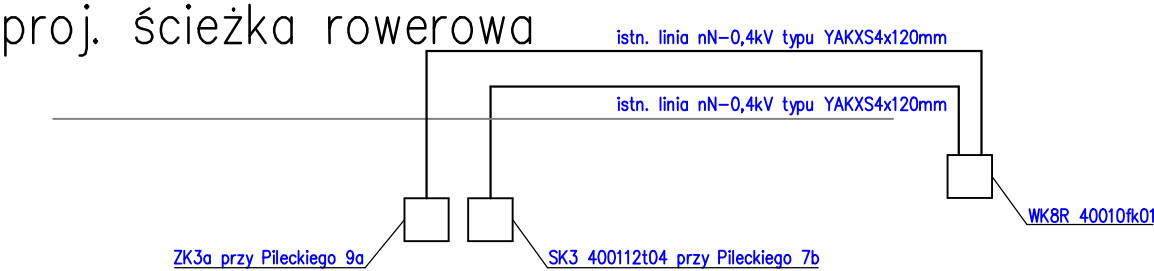 proj. ścieżka rowerowa
istn. linia nN-0,4kV typu YAKXS4x120mm
istn. linia nN-0,4kV typu YAKXS4x120mm
WK8R 40010fk01
ZK3a przy Pileckiego 9a
SK3 400112t04 przy Pileckiego 7b